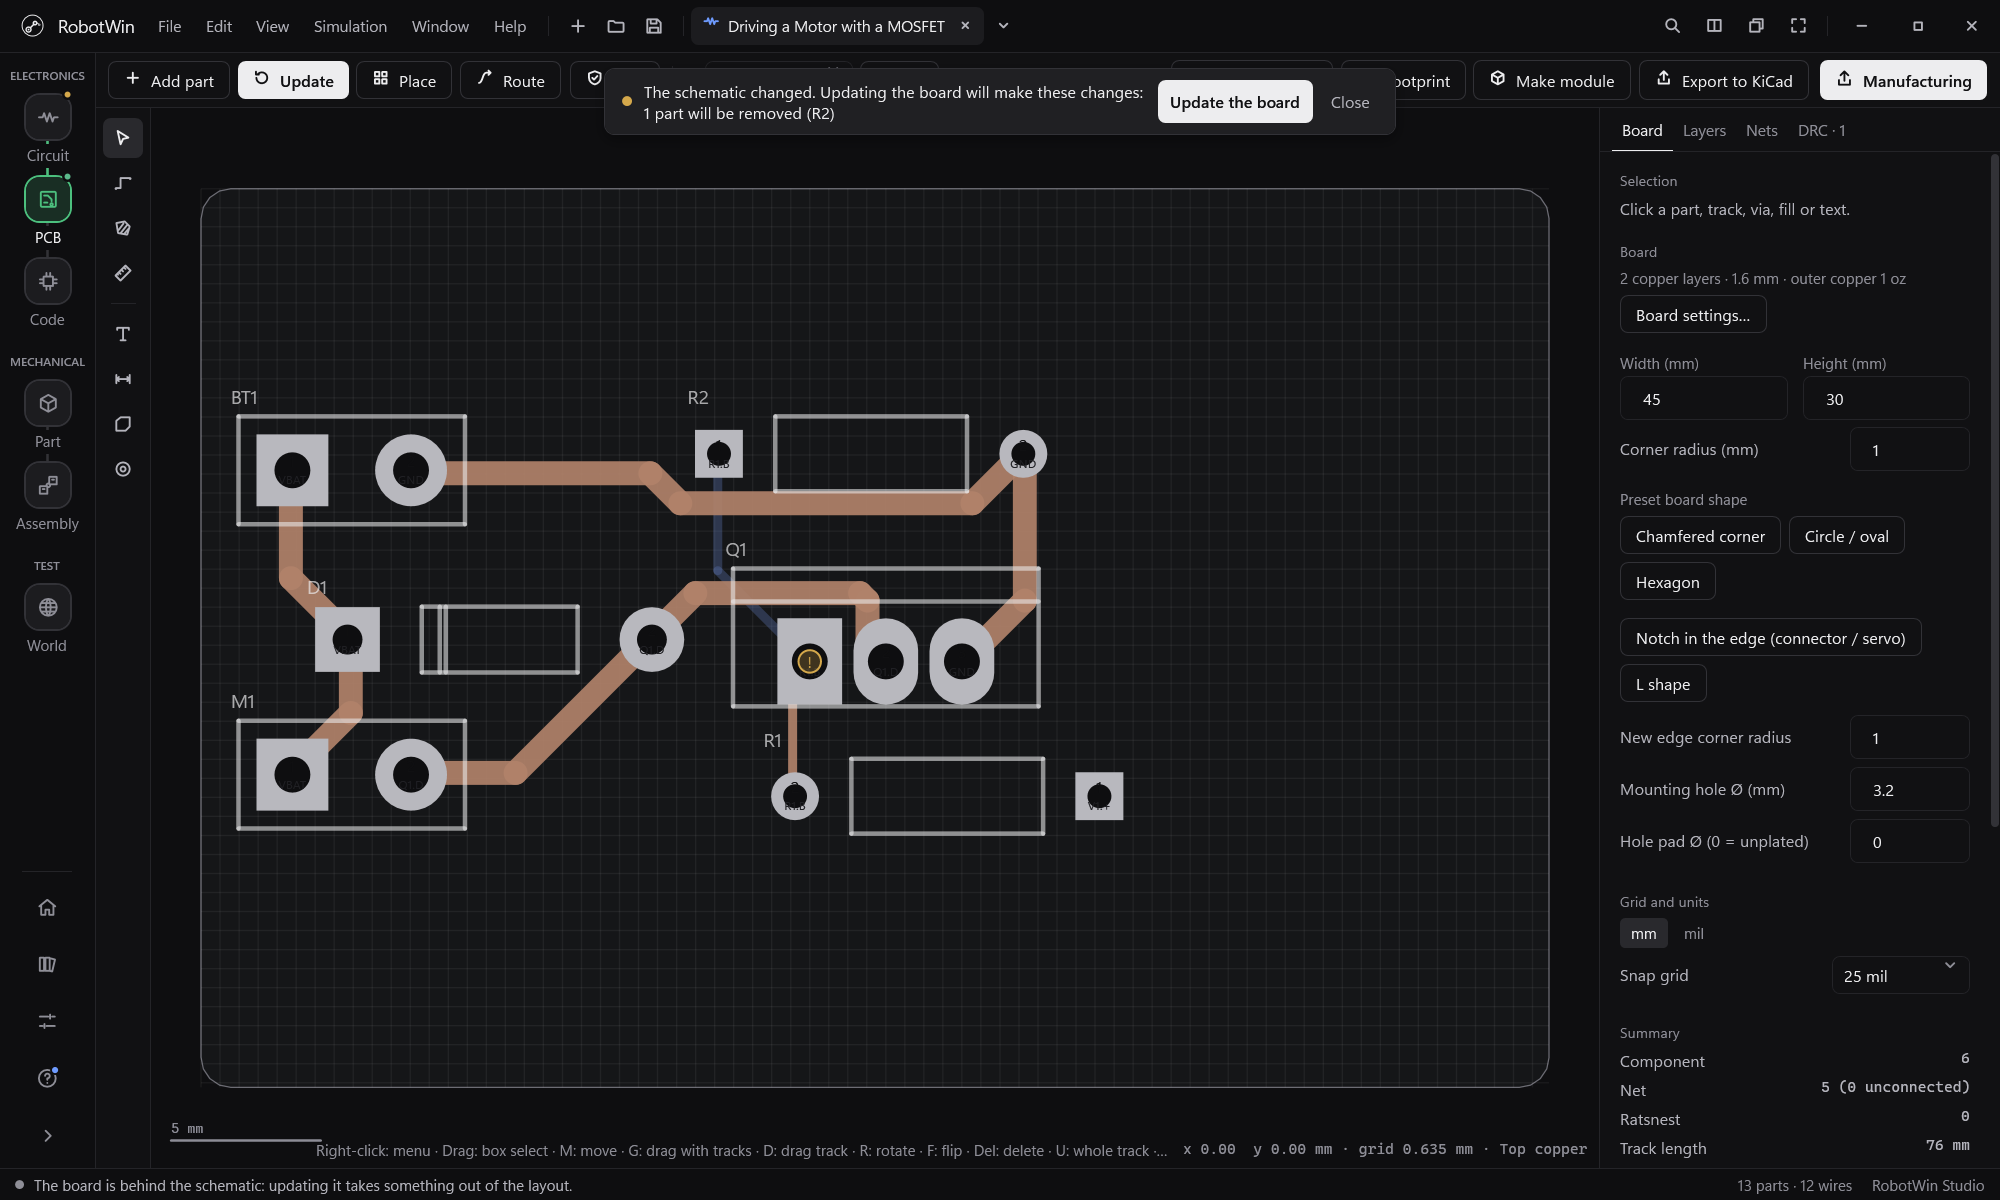 RobotWin File Edit View Simulation Window Help Driving a Motor with a MOSFET
ELECTRONICS
Circuit
PCB
Code
MECHANICAL
Part
Assembly
TEST
World
Add part Update Place Route
The schematic changed. Updating the board will make these changes:
1 part will be removed (R2)
Update the board Close
ootprint Make module Export to KiCad Manufacturing
BT1
R2
R1.B
GND
Q1
D1
Q1.D
M1
R1
R1.B
5 mm
Right-click: menu · Drag: box select · M: move · G: drag with tracks · D: drag track · R: rotate · F: flip · Del: delete · U: whole track ·...
x 0.00 y 0.00 mm · grid 0.635 mm · Top copper
Board Layers Nets DRC · 1
Selection
Click a part, track, via, fill or text.
Board
2 copper layers · 1.6 mm · outer copper 1 oz
Board settings...
Width (mm) Height (mm)
45 30
Corner radius (mm) 1
Preset board shape
Chamfered corner Circle / oval
Hexagon
Notch in the edge (connector / servo)
L shape
New edge corner radius 1
Mounting hole Ø (mm) 3.2
Hole pad Ø (0 = unplated) 0
Grid and units
mm mil
Snap grid 25 mil
Summary
Component 6
Net 5 (0 unconnected)
Ratsnest 0
Track length 76 mm
The board is behind the schematic: updating it takes something out of the layout.
13 parts · 12 wires RobotWin Studio